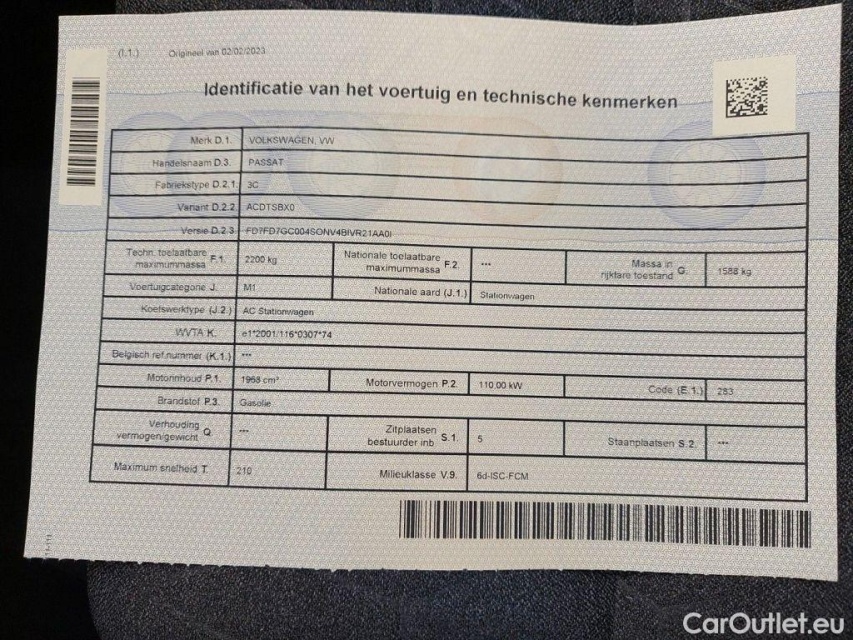 (I.1.) Origineel van 02/02/2023
Identificatie van het voertuig en technische kenmerken
Merk D.1. VOLKSWAGEN, VW
Handelsnaam D.3. PASSAT
Fabriekstype D.2.1. 3C
Variant D.2.2. ACDTSBX0
Versie D.2.3. FD7FD7GC004SONV4BIVR21AA0I
Techn. toelaatbare maximummassa F.1. 2200 kg Nationale toelaatbare maximummassa F.2. --- Massa in rijklare toestand G. 1588 kg
Voertuigcategorie J. M1 Nationale aard (J.1.) Stationwagen
Koetswerktype (J.2.) AC Stationwagen
WVTA K. e1*2001/116*0307*74
Belgisch ref.nummer (K.1.) ---
Motorinhoud P.1. 1968 cm³ Motorvermogen P.2. 110.00 kW Code (E.1.) 283
Brandstof P.3. Gasolie
Verhouding vermogen/gewicht Q --- Zitplaatsen bestuurder inb S.1. 5 Staanplaatsen S.2. ---
Maximum snelheid T. 210 Milieuklasse V.9. 6d-ISC-FCM
CarOutlet.eu